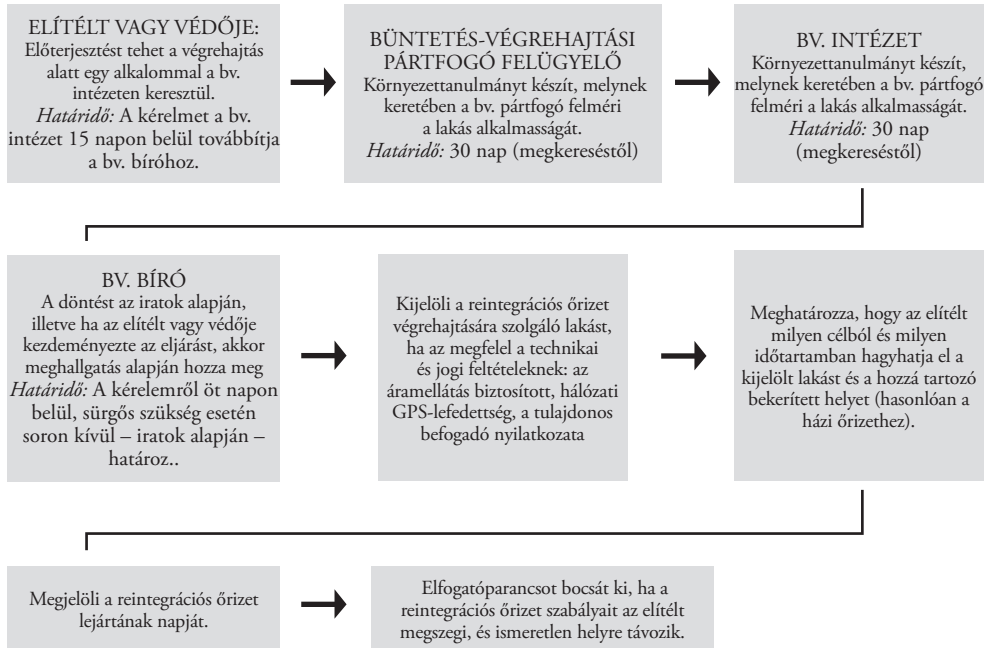 ELÍTÉLT VAGY VÉDŐJE:
Előterjesztést tehet a végrehajtás
alatt egy alkalommal a bv.
intézeten keresztül.
Határidő: A kérelmet a bv.
intézet 15 napon belül továbbítja
a bv. bíróhoz.
BÜNTETÉS-VÉGREHAJTÁSI
PÁRTFOGÓ FELÜGYELŐ
Környezettanulmányt készít, melynek
keretében a bv. pártfogó felméri
a lakás alkalmasságát.
Határidő: 30 nap (megkereséstől)
BV. INTÉZET
Környezettanulmányt készít,
melynek keretében a bv. pártfogó
felméri a lakás alkalmasságát.
Határidő: 30 nap
(megkereséstől)
BV. BÍRÓ
A döntést az iratok alapján,
illetve ha az elítélt vagy védője
kezdeményezte az eljárást, akkor
meghallgatás alapján hozza meg
Határidő: A kérelemről öt napon
belül, sürgős szükség esetén
soron kívül – iratok alapján –
határoz..
Kijelöli a reintegrációs őrizet
végrehajtására szolgáló lakást,
ha az megfelel a technikai
és jogi feltételeknek: az
áramellátás biztosított, hálózati
GPS-lefedettség, a tulajdonos
befogadó nyilatkozata
Meghatározza, hogy az elítélt
milyen célból és milyen
időtartamban hagyhatja el a
kijelölt lakást és a hozzá tartozó
bekerített helyet (hasonlóan a
házi őrizethez).
Megjelöli a reintegrációs őrizet
lejártának napját.
Elfogatóparancsot bocsát ki, ha a
reintegrációs őrizet szabályait az elítélt
megszegi, és ismeretlen helyre távozik.